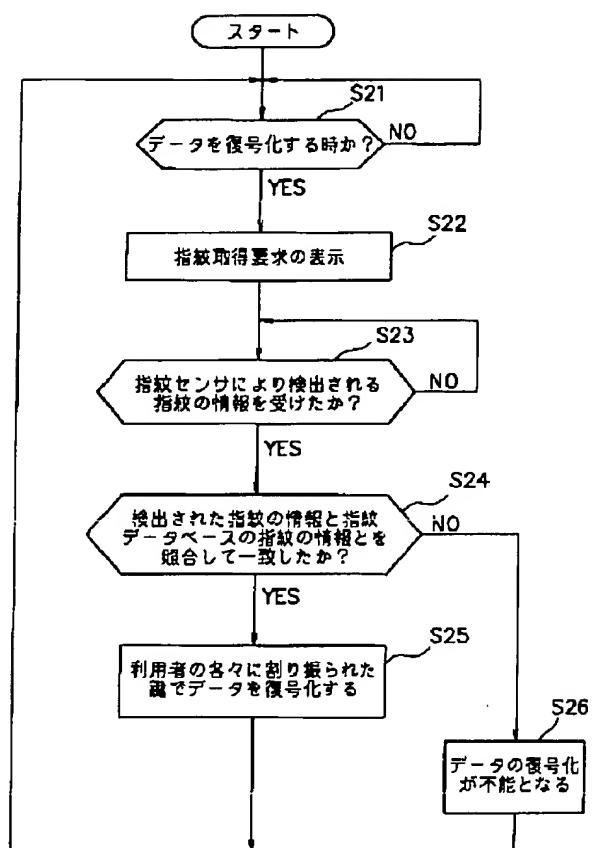 スタート
S21
データを復号化する時か?
NO
YES
S22
指紋取得要求の表示
S23
指紋センサにより検出される
指紋の情報を受けたか?
NO
YES
S24
検出された指紋の情報と指紋
データベースの指紋の情報とを
照合して一致したか?
NO
YES
S25
利用者の各々に割り振られた
鍵でデータを復号化する
S26
データの復号化
が不能となる